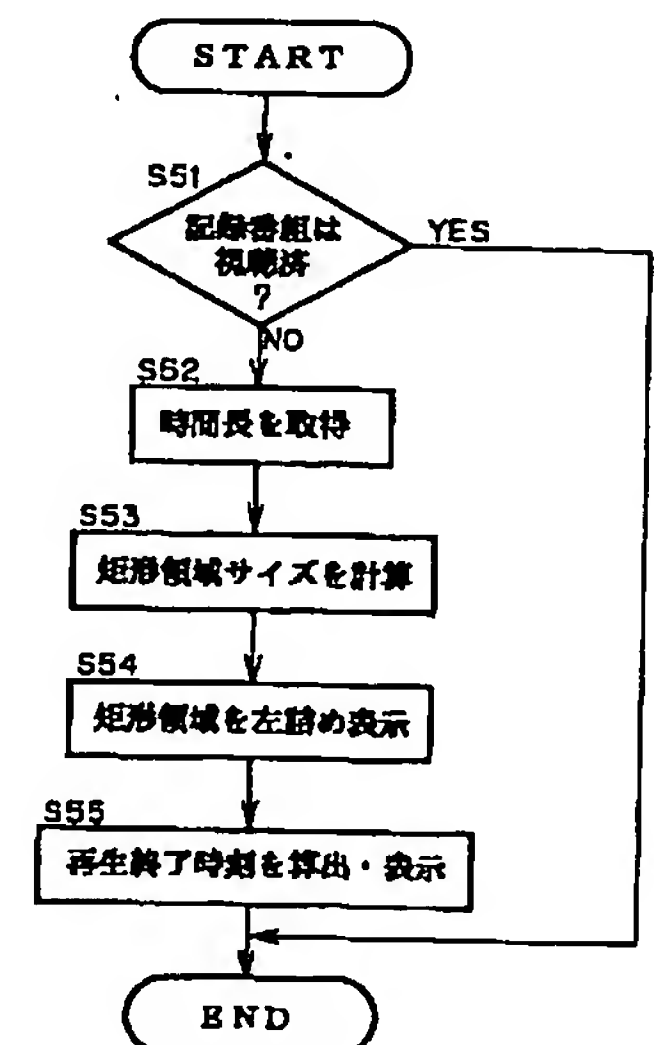 START
S51
記録番組は
視聴済
?
YES
NO
S52
時間長を取得
S53
矩形領域サイズを計算
S54
矩形領域を左詰め表示
S55
再生終了時刻を算出・表示
END